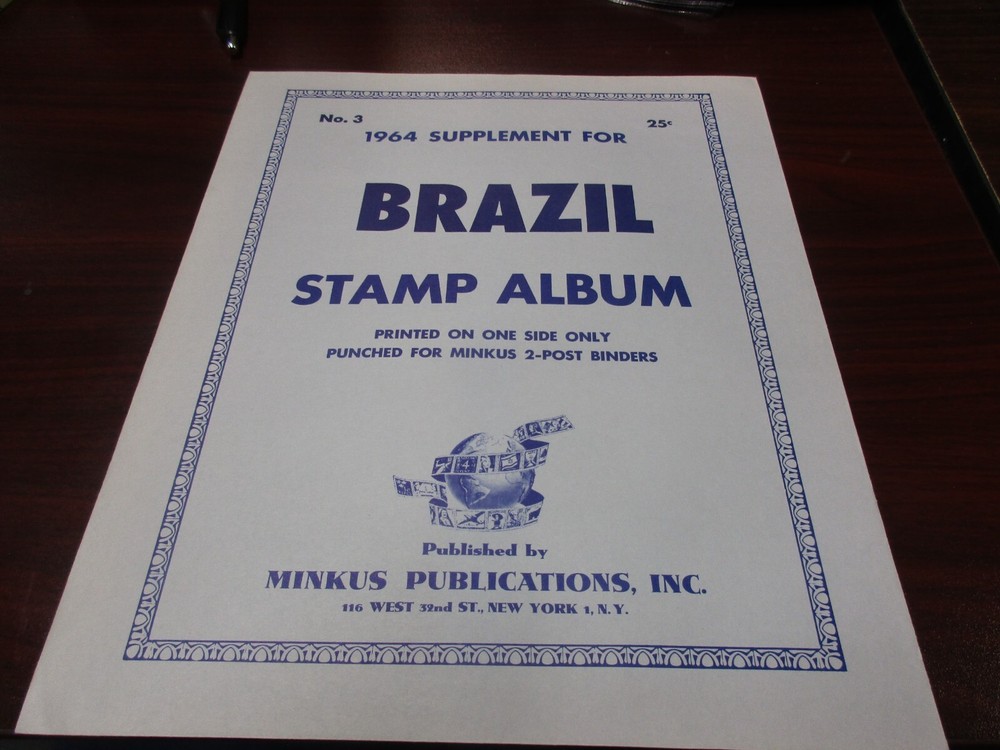 No. 3
25¢
1964 SUPPLEMENT FOR
BRAZIL
STAMP ALBUM
PRINTED ON ONE SIDE ONLY
PUNCHED FOR MINKUS 2-POST BINDERS
Published by
MINKUS PUBLICATIONS, INC.
116 WEST 32nd ST., NEW YORK 1, N.Y.